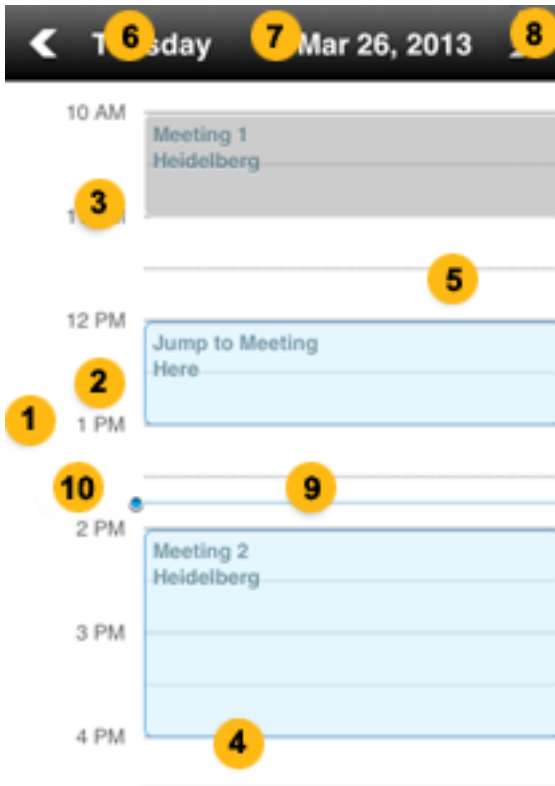 6 7 8
Mar 26, 2013
10 AM
Meeting 1
Heidelberg
3
5
12 PM
Jump to Meeting
Here
2
1
1 PM
10 9
2 PM
Meeting 2
Heidelberg
3 PM
4 PM
4